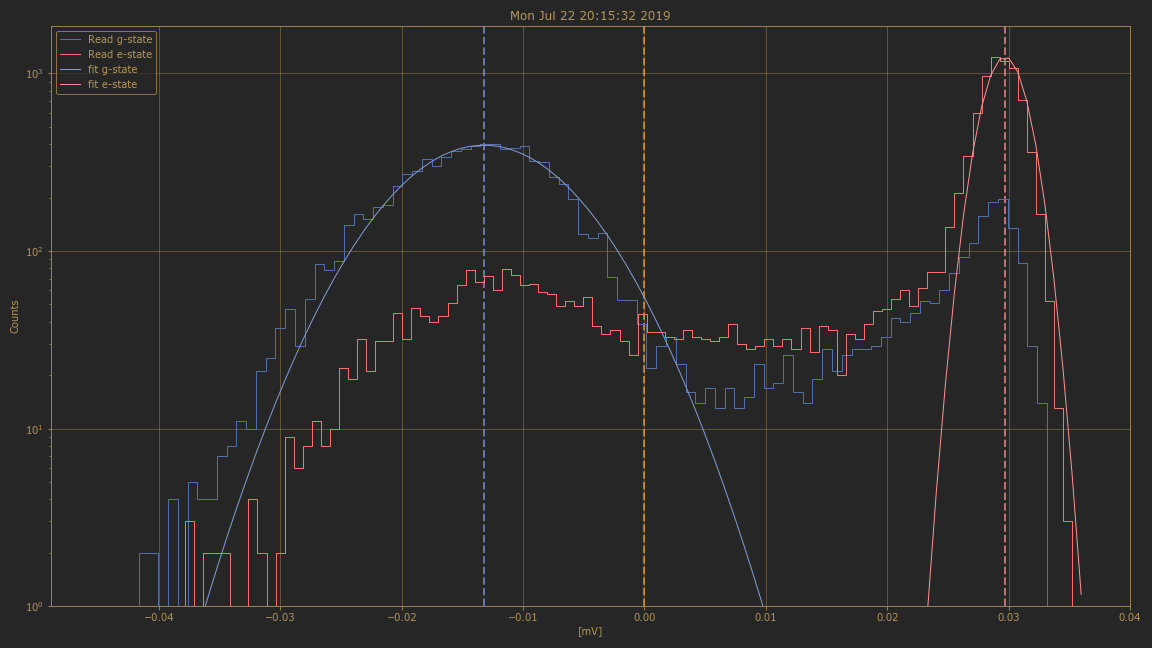 Mon Jul 22 20:15:32 2019
Read g-state
Read e-state
fit g-state
fit e-state
Counts
10³
10²
10¹
10⁰
−0.04
−0.03
−0.02
−0.01
0.00
0.01
0.02
0.03
0.04
[mV]